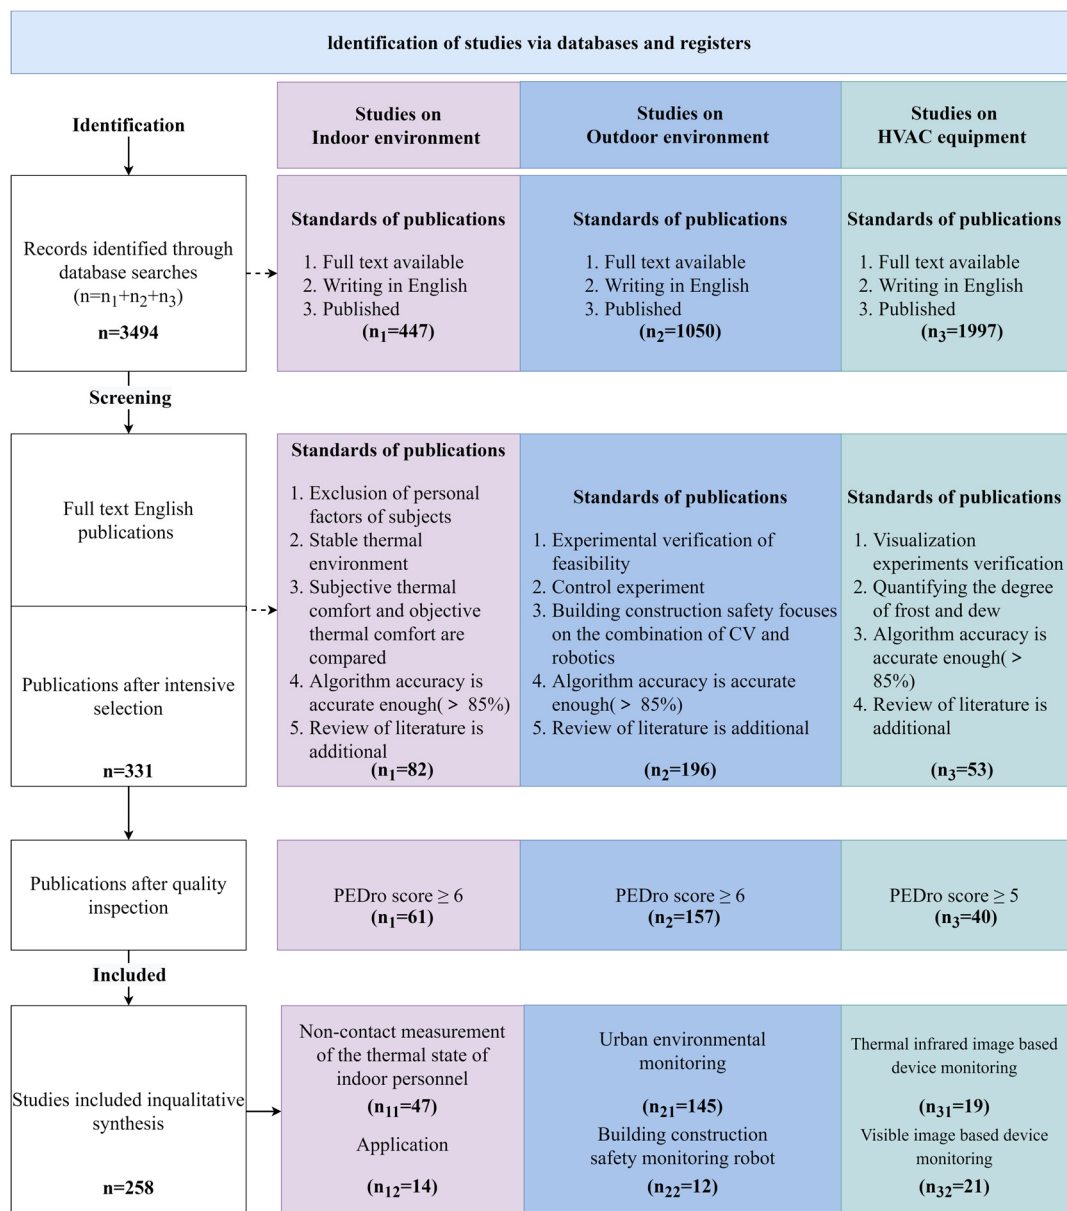 Identification of studies via databases and registers
Identification
Studies on
Indoor environment
Studies on
Outdoor environment
Studies on
HVAC equipment
Records identified through
database searches
(n=n1+n2+n3)
n=3494
Standards of publications
1. Full text available
2. Writing in English
3. Published
(n1=447)
Standards of publications
1. Full text available
2. Writing in English
3. Published
(n2=1050)
Standards of publications
1. Full text available
2. Writing in English
3. Published
(n3=1997)
Screening
Full text English
publications
Publications after intensive
selection
n=331
Standards of publications
1. Exclusion of personal
factors of subjects
2. Stable thermal
environment
3. Subjective thermal
comfort and objective
thermal comfort are
compared
4. Algorithm accuracy is
accurate enough( > 85%)
5. Review of literature is
additional
(n1=82)
Standards of publications
1. Experimental verification of
feasibility
2. Control experiment
3. Building construction safety focuses
on the combination of CV and
robotics
4. Algorithm accuracy is accurate
enough( > 85%)
5. Review of literature is additional
(n2=196)
Standards of publications
1. Visualization
experiments verification
2. Quantifying the degree
of frost and dew
3. Algorithm accuracy is
accurate enough( >
85%)
4. Review of literature is
additional
(n3=53)
Publications after quality
inspection
PEDro score ≥ 6
(n1=61)
PEDro score ≥ 6
(n2=157)
PEDro score ≥ 5
(n3=40)
Included
Studies included inqualitative
synthesis
n=258
Non-contact measurement
of the thermal state of
indoor personnel
(n11=47)
Application
(n12=14)
Urban environmental
monitoring
(n21=145)
Building construction
safety monitoring robot
(n22=12)
Thermal infrared image based
device monitoring
(n31=19)
Visible image based device
monitoring
(n32=21)